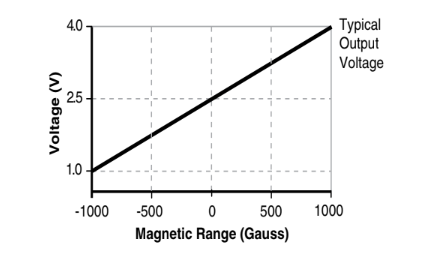 4.0
2.5
1.0
Voltage (V)
-1000 -500 0 500 1000
Magnetic Range (Gauss)
Typical
Output
Voltage